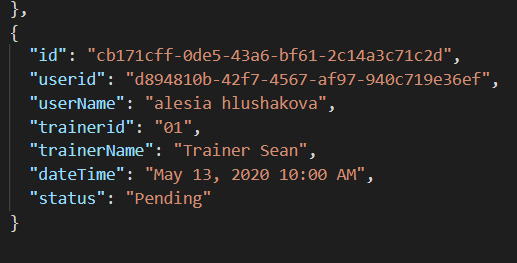 },
{
"id": "cb171cff-0de5-43a6-bf61-2c14a3c71c2d",
"userid": "d894810b-42f7-4567-af97-940c719e36ef",
"userName": "alesia hlushakova",
"trainerid": "01",
"trainerName": "Trainer Sean",
"dateTime": "May 13, 2020 10:00 AM",
"status": "Pending"
}